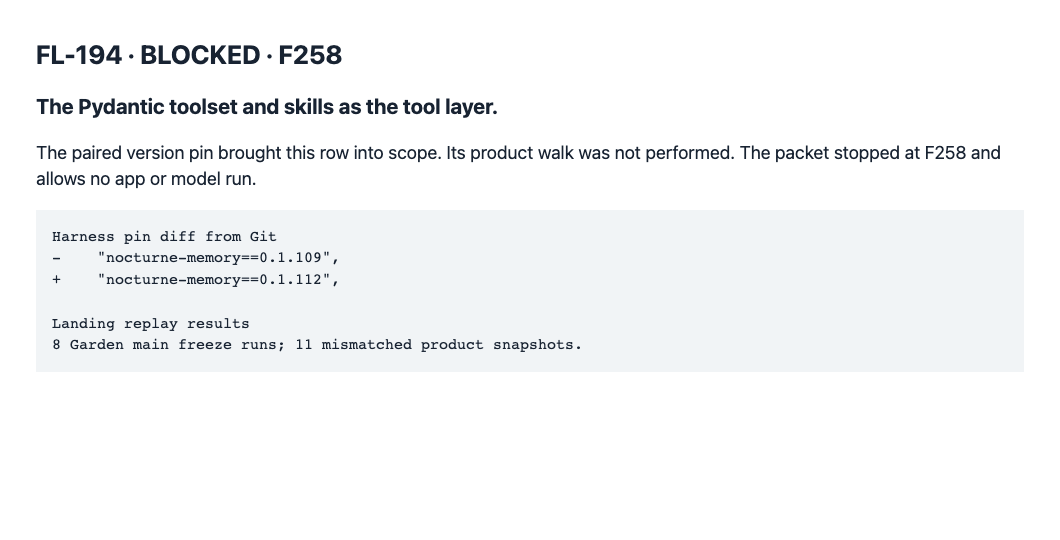 FL-194 · BLOCKED · F258
The Pydantic toolset and skills as the tool layer.
The paired version pin brought this row into scope. Its product walk was not performed. The packet stopped at F258 and
allows no app or model run.
Harness pin diff from Git
-    "nocturne-memory==0.1.109",
+    "nocturne-memory==0.1.112",
Landing replay results
8 Garden main freeze runs; 11 mismatched product snapshots.